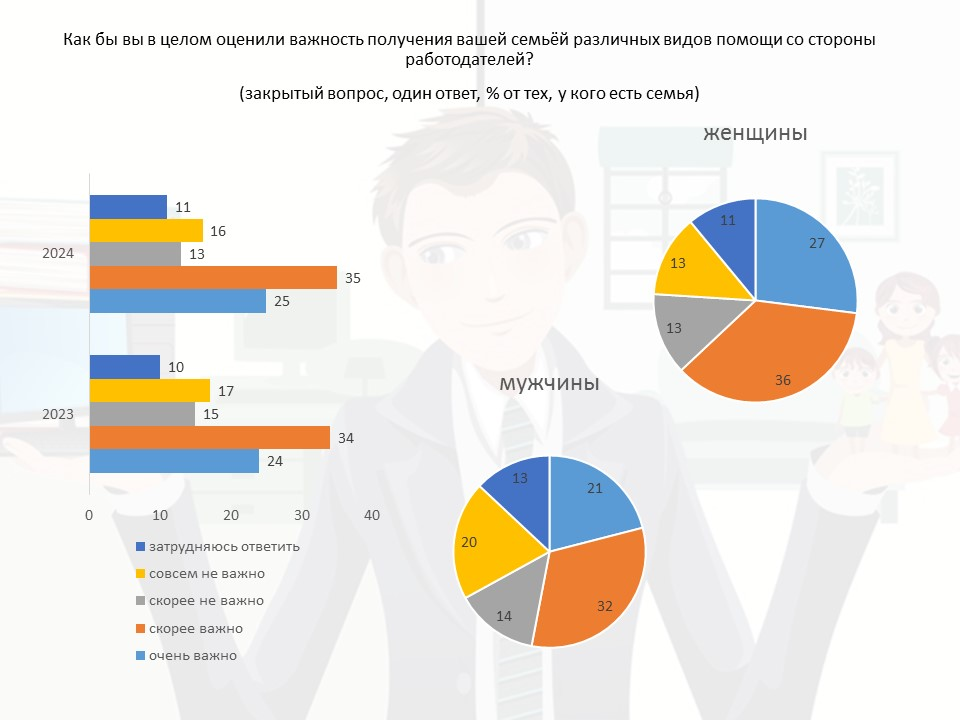 Как бы вы в целом оценили важность получения вашей семьёй различных видов помощи со стороны
работодателей?
(закрытый вопрос, один ответ, % от тех, у кого есть семья)
женщины
27
36
13
13
11
2024
11
16
13
35
25
2023
10
17
15
34
24
0 10 20 30 40
затрудняюсь ответить
совсем не важно
скорее не важно
скорее важно
очень важно
мужчины
21
32
14
20
13